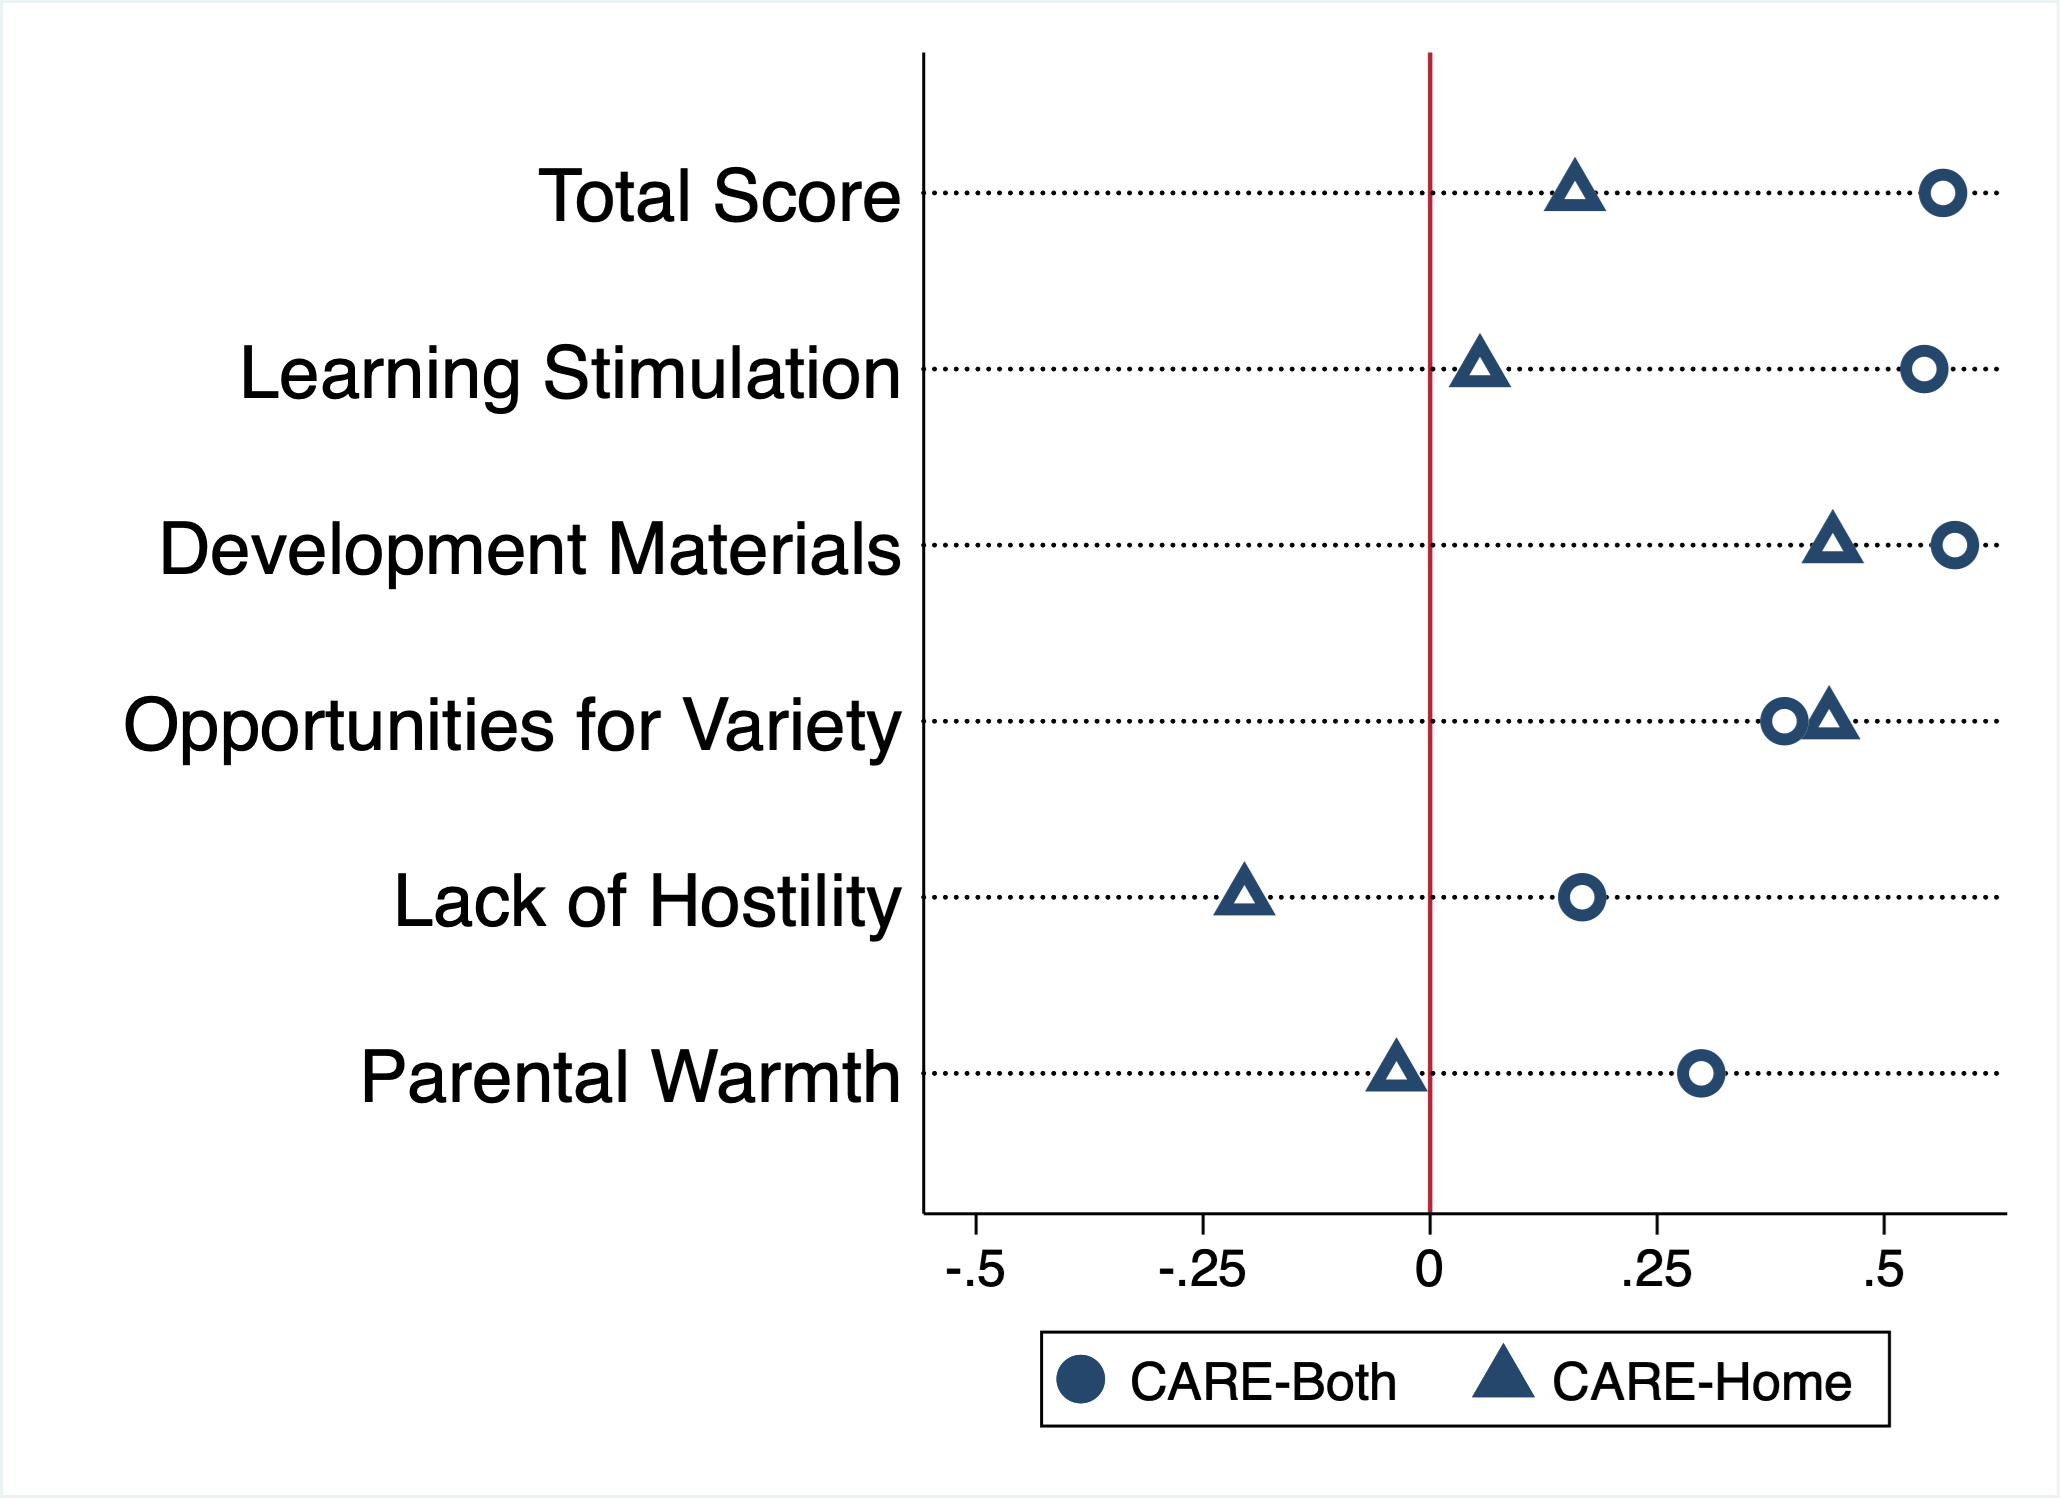 Total Score
Learning Stimulation
Development Materials
Opportunities for Variety
Lack of Hostility
Parental Warmth
-.5 -.25 0 .25 .5
CARE-Both CARE-Home